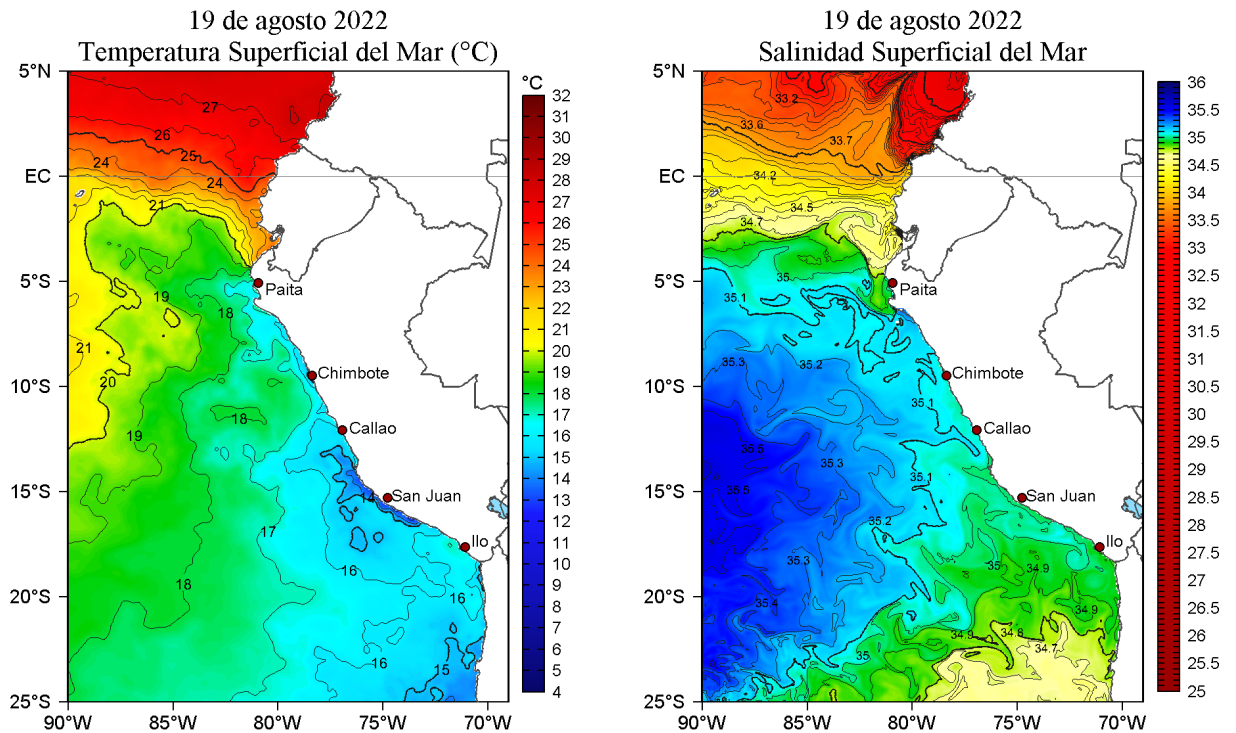 19 de agosto 2022
Temperatura Superficial del Mar (°C)
5°N
EC
5°S
10°S
15°S
20°S
25°S
90°W
85°W
80°W
75°W
70°W
27
26
25
24
24
21
19
18
21
20
19
18
14
17
16
18
16
16
15
Paita
Chimbote
Callao
San Juan
Ilo
°C
32
31
30
29
28
27
26
25
24
23
22
21
20
19
18
17
16
15
14
13
12
11
10
9
8
7
6
5
4
19 de agosto 2022
Salinidad Superficial del Mar
5°N
EC
5°S
10°S
15°S
20°S
25°S
90°W
85°W
80°W
75°W
70°W
33.2
33.6
33.7
34.2
34.5
34.7
35
35.1
35.3
35.2
35.1
35.5
35.3
35.5
35.1
35.2
35.3
35
34.9
35.4
34.9
34.9
34.8
34.7
35
Paita
Chimbote
Callao
San Juan
Ilo
36
35.5
35
34.5
34
33.5
33
32.5
32
31.5
31
30.5
30
29.5
29
28.5
28
27.5
27
26.5
26
25.5
25